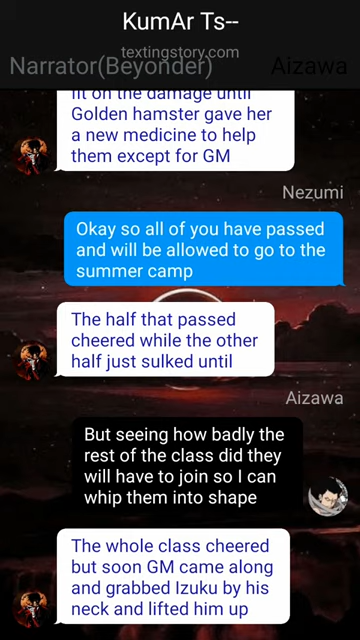 KumAr Ts--
textingstory.com
Narrator(Beyonder)
Aizawa
fit on the damage until
Golden hamster gave her
a new medicine to help
them except for GM
Nezumi
Okay so all of you have passed
and will be allowed to go to the
summer camp
The half that passed
cheered while the other
half just sulked until
Aizawa
But seeing how badly the
rest of the class did they
will have to join so I can
whip them into shape
The whole class cheered
but soon GM came along
and grabbed Izuku by his
neck and lifted him up